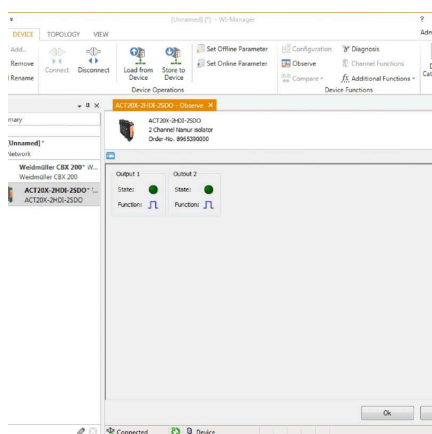 [Unnamed] (*) - WI-Manager
?
DEVICE TOPOLOGY VIEW
Add...
Remove
Rename
Connect
Disconnect
Load from Device
Store to Device
Device Operations
Set Offline Parameter
Set Online Parameter
Configuration
Observe
Compare
Diagnosis
Channel Functions
fx Additional Functions
Device Functions
ACT20X-2HDI-2SDO - Observe
ACT20X-2HDI-2SDO
2 Channel Namur isolator
Order-No. 8965390000
[Unnamed]*
Network
Weidmüller CBX 200* W...
Weidmüller CBX 200
ACT20X-2HDI-2SDO* '...
ACT20X-2HDI-2SDO
Output 1
State:
Function:
Output 2
State:
Function:
Ok
Connected
Device